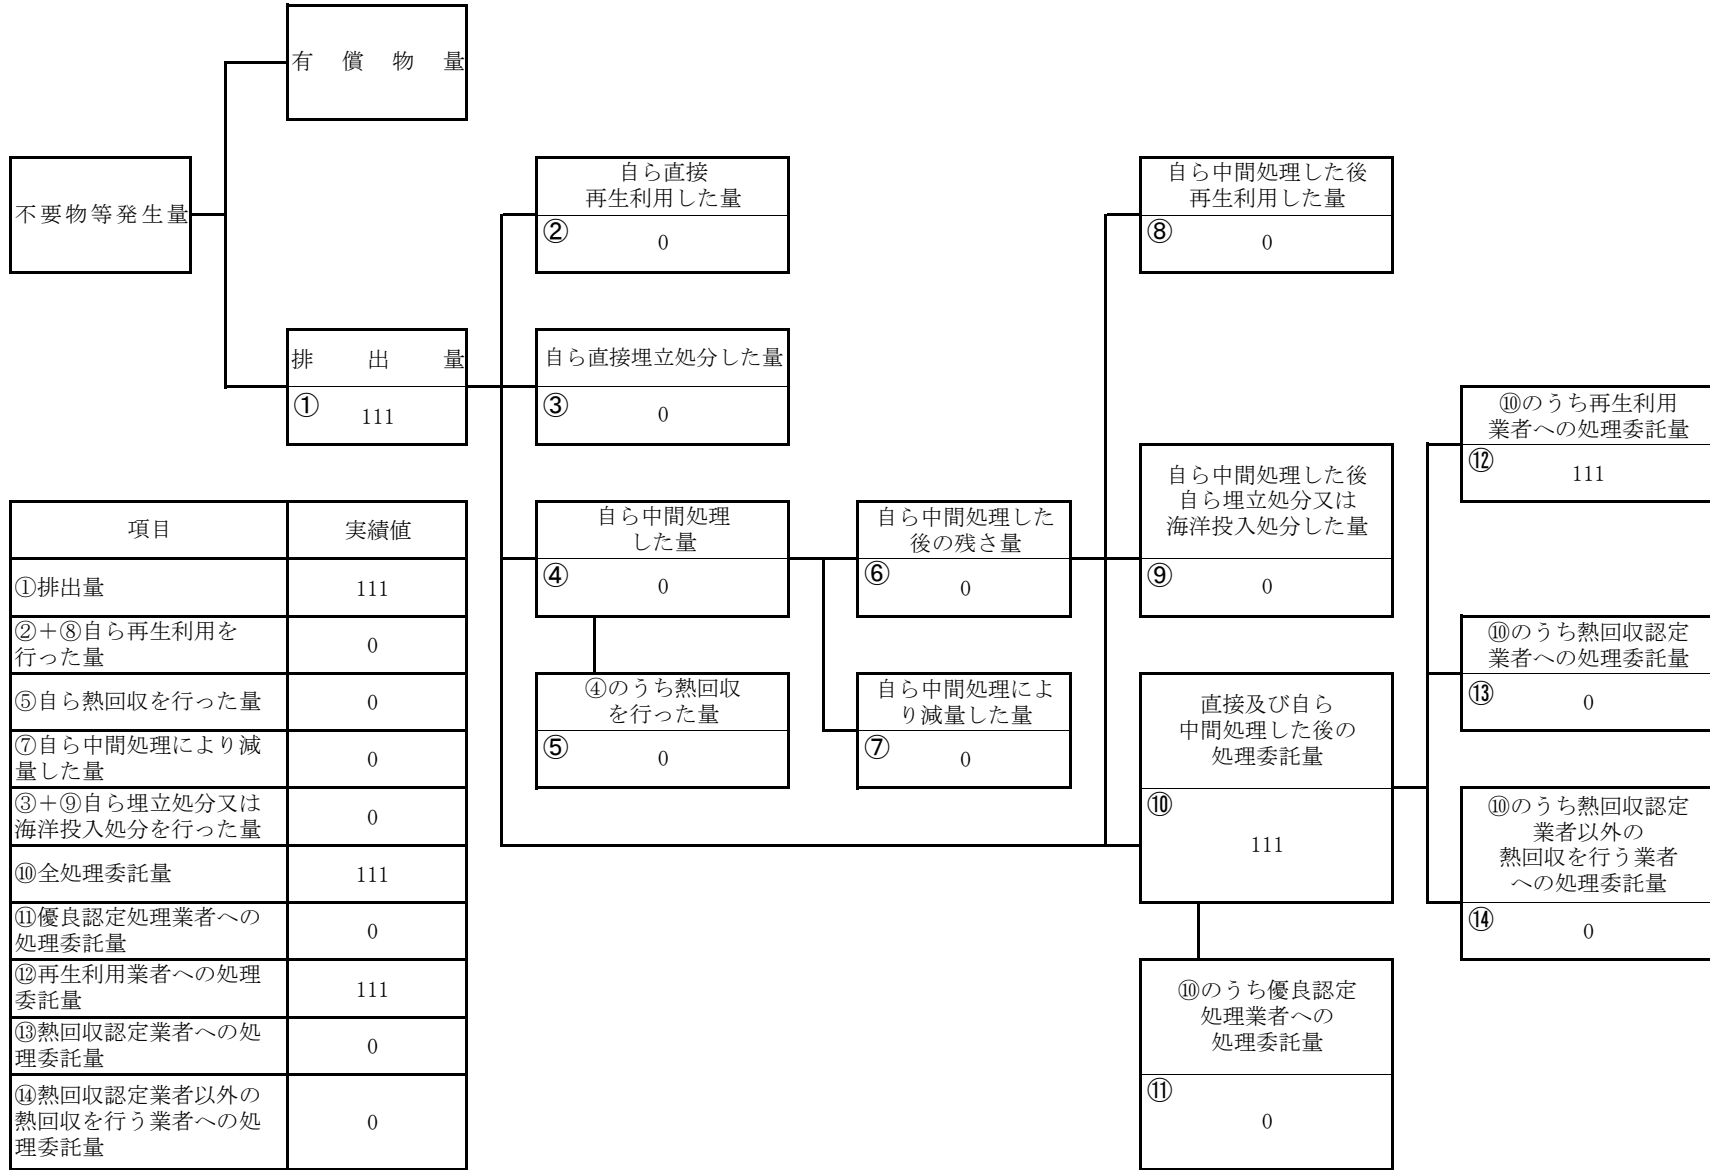 有償物量
不要物等発生量
自ら直接
再生利用した量
② 0
自ら中間処理した後
再生利用した量
⑧ 0
排出量
① 111
自ら直接埋立処分した量
③ 0
⑩のうち再生利用
業者への処理委託量
⑫ 111
自ら中間処理した後
自ら埋立処分又は
海洋投入処分した量
⑨ 0
自ら中間処理
した量
④ 0
自ら中間処理した
後の残さ量
⑥ 0
⑩のうち熱回収認定
業者への処理委託量
⑬ 0
④のうち熱回収
を行った量
⑤ 0
自ら中間処理によ
り減量した量
⑦ 0
直接及び自ら
中間処理した後の
処理委託量
⑩
111
⑩のうち熱回収認定
業者以外の
熱回収を行う業者
への処理委託量
⑭ 0
⑩のうち優良認定
処理業者への
処理委託量
⑪
0
項目 実績値
①排出量 111
②＋⑧自ら再生利用を
行った量 0
⑤自ら熱回収を行った量 0
⑦自ら中間処理により減
量した量 0
③＋⑨自ら埋立処分又は
海洋投入処分を行った量 0
⑩全処理委託量 111
⑪優良認定処理業者への
処理委託量 0
⑫再生利用業者への処理
委託量 111
⑬熱回収認定業者への処
理委託量 0
⑭熱回収認定業者以外の
熱回収を行う業者への処 0
理委託量